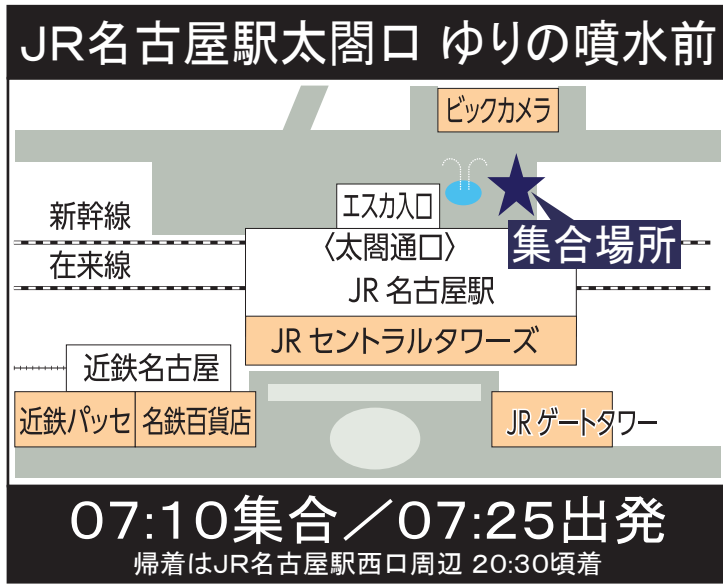 JR名古屋駅太閤口 ゆりの噴水前
ビックカメラ
エスカ入口
新幹線
集合場所
〈太閤通口〉
在来線
JR 名古屋駅
JR セントラルタワーズ
近鉄名古屋
近鉄パッセ
名鉄百貨店
JRゲートタワー
07:10集合／07:25出発
帰着はJR名古屋駅西口周辺 20:30頃着